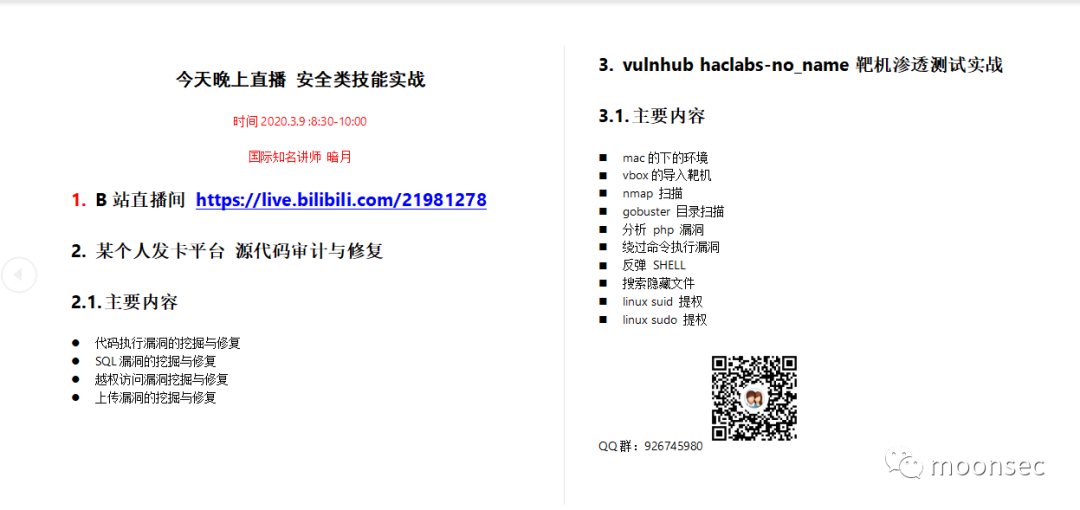 今天晚上直播 安全类技能实战
时间 2020.3.9 :8:30-10:00
国际知名讲师 暗月
1. B 站直播间 https://live.bilibili.com/21981278
2. 某个人发卡平台 源代码审计与修复
2.1.主要内容
● 代码执行漏洞的挖掘与修复
● SQL 漏洞的挖掘与修复
● 越权访问漏洞挖掘与修复
● 上传漏洞的挖掘与修复
3. vulnhub haclabs-no_name 靶机渗透测试实战
3.1.主要内容
■ mac 的下的环境
■ vbox 的导入靶机
■ nmap 扫描
■ gobuster 目录扫描
■ 分析 php 漏洞
■ 绕过命令执行漏洞
■ 反弹 SHELL
■ 搜索隐藏文件
■ linux suid 提权
■ linux sudo 提权
QQ 群：926745980
moonsec